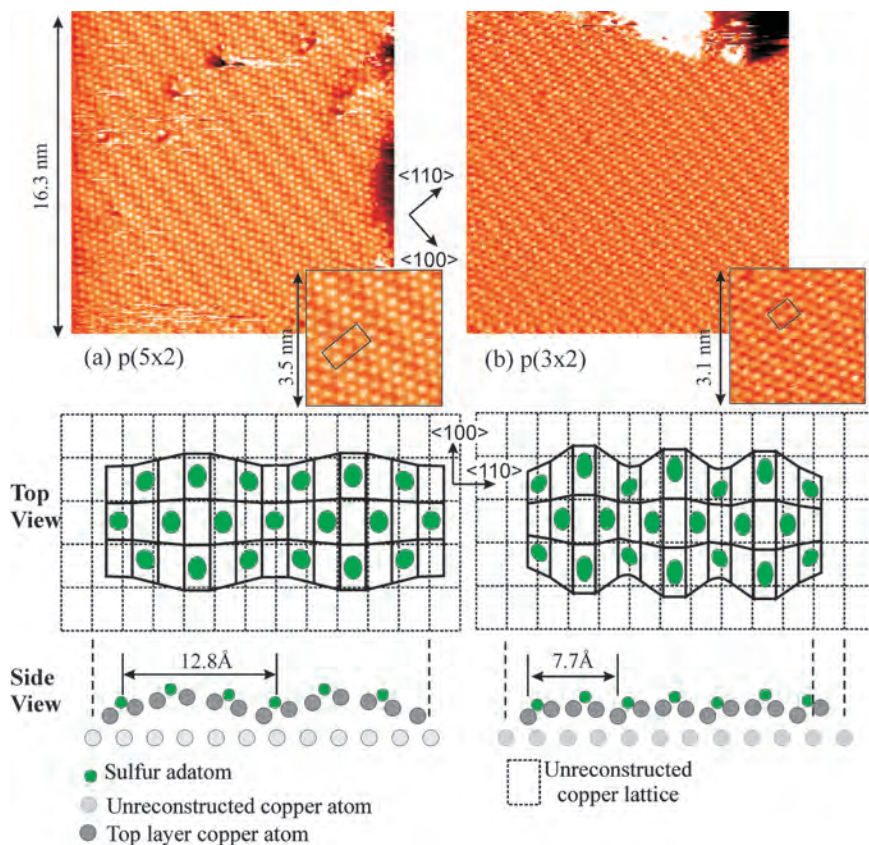 16.3 nm
<110>
<100>
3.5 nm
(a) p(5x2)
3.1 nm
(b) p(3x2)
<100>
<110>
Top
View
12.8Å
7.7Å
Side
View
Sulfur adatom
Unreconstructed copper atom
Top layer copper atom
Unreconstructed
copper lattice